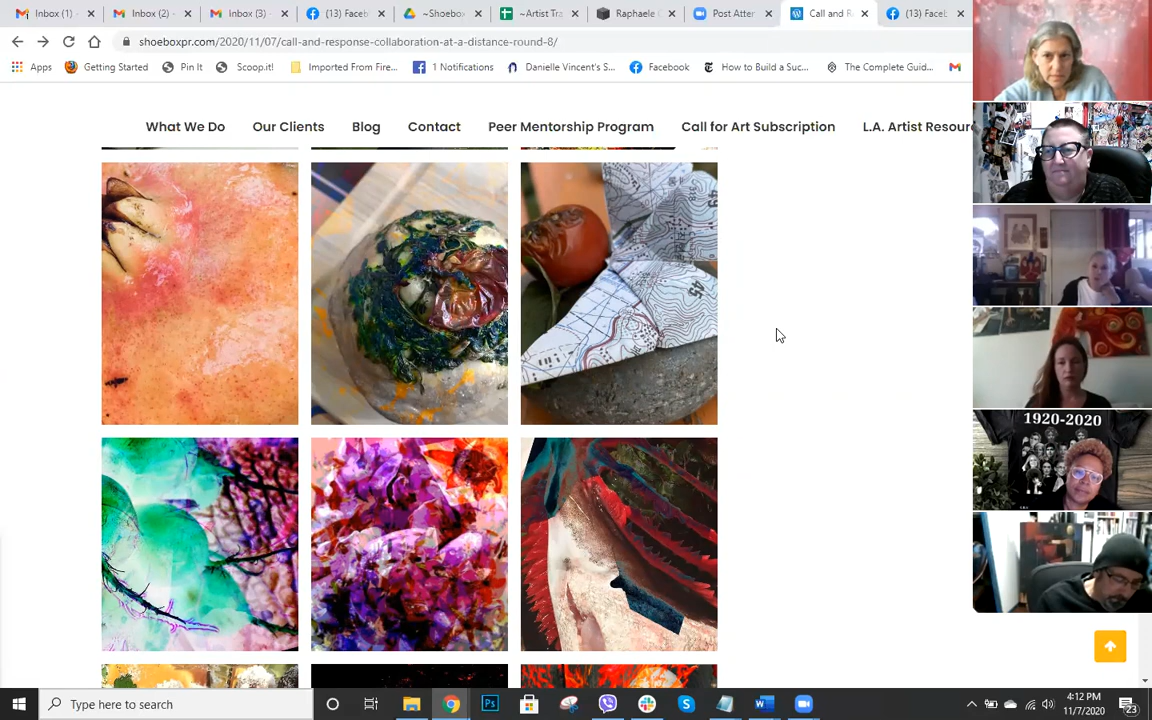 Inbox (1) -
Inbox (2) -
Inbox (3) -
(13) Faceb
~Shoebox
~Artist Tra
Raphaele
Post Atter
Call and R
(13) Faceb
shoeboxpr.com/2020/11/07/call-and-response-collaboration-at-a-distance-round-8/
Apps
Getting Started
Pin It
Scoop.it!
Imported From Fire...
1 Notifications
Danielle Vincent's S...
Facebook
How to Build a Suc...
The Complete Guid...
What We Do
Our Clients
Blog
Contact
Peer Mentorship Program
Call for Art Subscription
L.A. Artist Resour
45
1920-2020
Type here to search
4:12 PM
11/7/2020
23